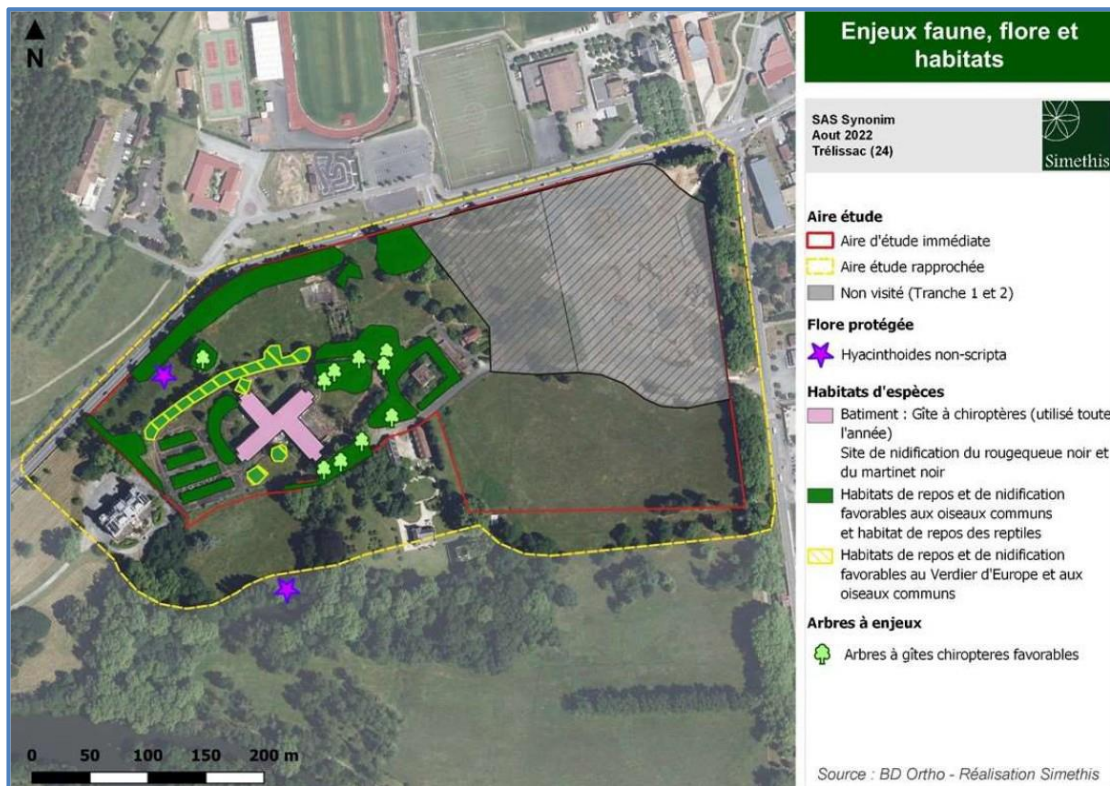 N
Enjeux faune, flore et
habitats
SAS Synonim
Aout 2022
Trélissac (24)
Simethis
Aire étude
Aire d'étude immédiate
Aire étude rapprochée
Non visité (Tranche 1 et 2)
Flore protégée
Hyacinthoides non-scripta
Habitats d'espèces
Batiment : Gîte à chiroptères (utilisé toute
l'année)
Site de nidification du rougequeue noir et
du martinet noir
Habitats de repos et de nidification
favorables aux oiseaux communs
et habitat de repos des reptiles
Habitats de repos et de nidification
favorables au Verdier d'Europe et aux
oiseaux communs
Arbres à enjeux
Arbres à gîtes chiropteres favorables
0 50 100 150 200 m
Source : BD Ortho - Réalisation Simethis